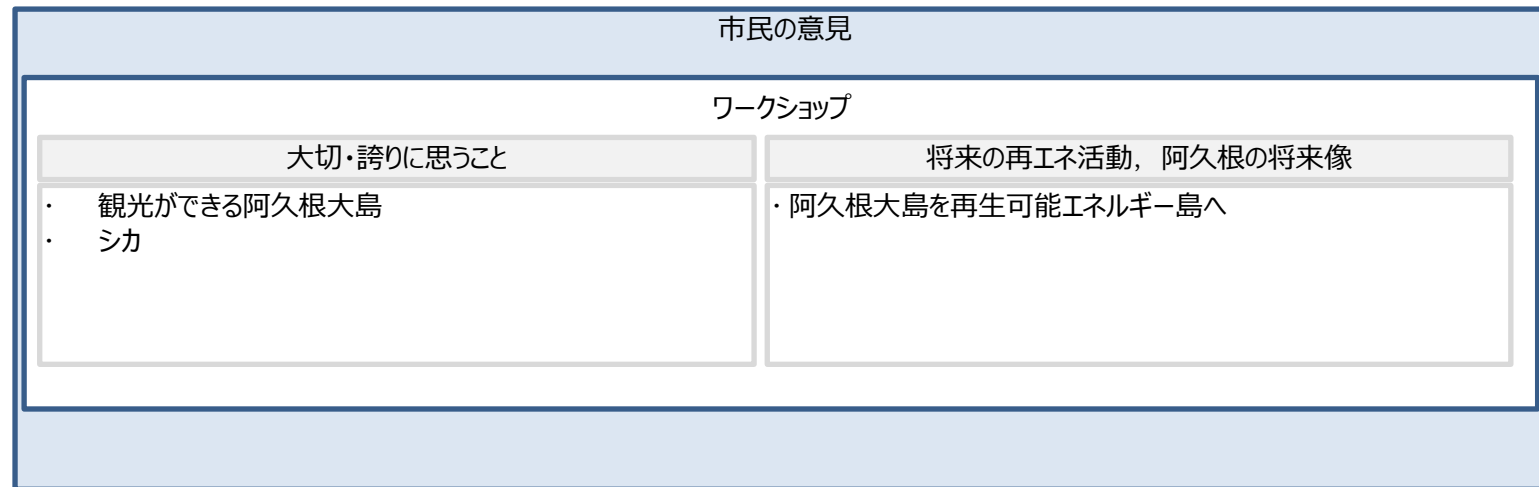 市民の意見
ワークショップ
大切・誇りに思うこと
・ 観光ができる阿久根大島
・ シカ
将来の再エネ活動, 阿久根の将来像
・阿久根大島を再生可能エネルギー島へ